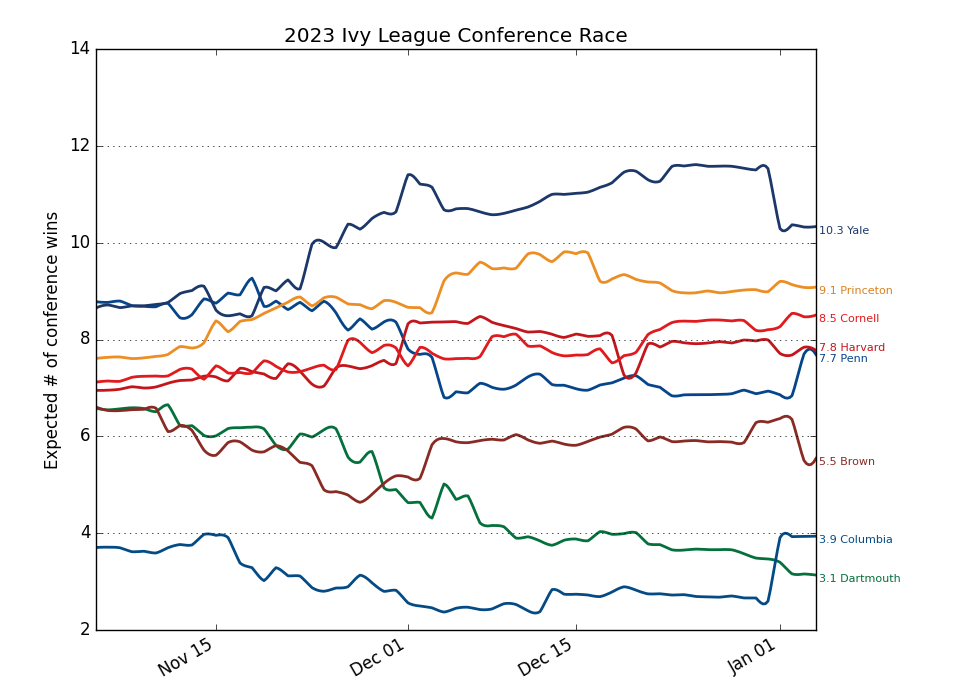 2023 Ivy League Conference Race
Expected # of conference wins
14
12
10
8
6
4
2
10.3 Yale
9.1 Princeton
8.5 Cornell
7.8 Harvard
7.7 Penn
5.5 Brown
3.9 Columbia
3.1 Dartmouth
Nov 15
Dec 01
Dec 15
Jan 01